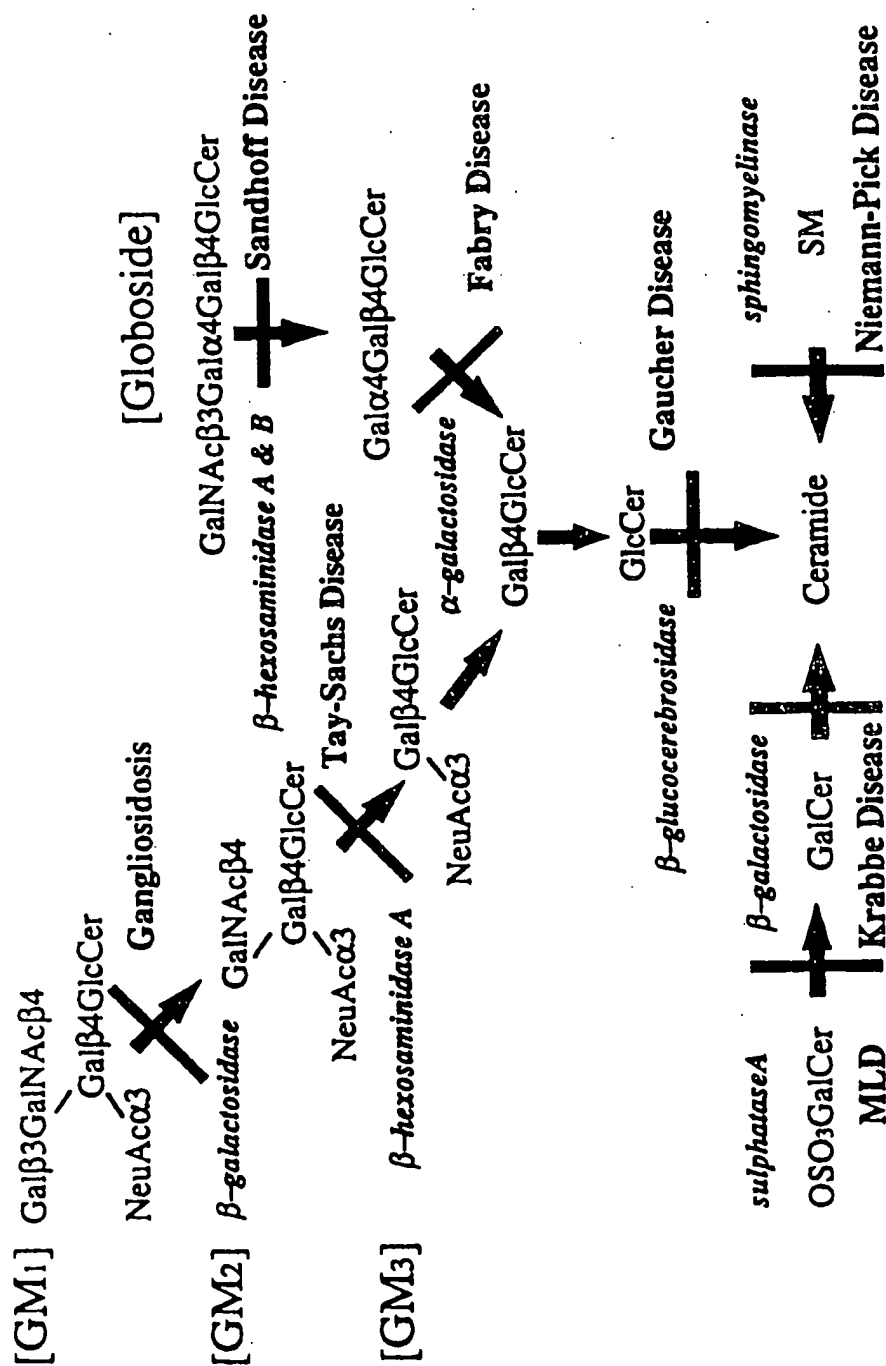 [Globoside]
[GM1] Galβ3GalNAcβ4
Galβ4GlcCer
NeuAcα3
Gangliosidosis
GalNAcβ3Galα4Galβ4GlcCer
β-hexosaminidase A & B
Sandhoff Disease
[GM2] β-galactosidase
GalNAcβ4
Galβ4GlcCer
NeuAcα3
Tay-Sachs Disease
Galα4Galβ4GlcCer
[GM3] β-hexosaminidase A
Galβ4GlcCer
NeuAcα3
α-galactosidase
Fabry Disease
Galβ4GlcCer
GlcCer
β-glucocerebrosidase
Gaucher Disease
sulphataseA
β-galactosidase
sphingomyelinase
OSO3GalCer
GalCer
Ceramide
SM
MLD
Krabbe Disease
Niemann-Pick Disease